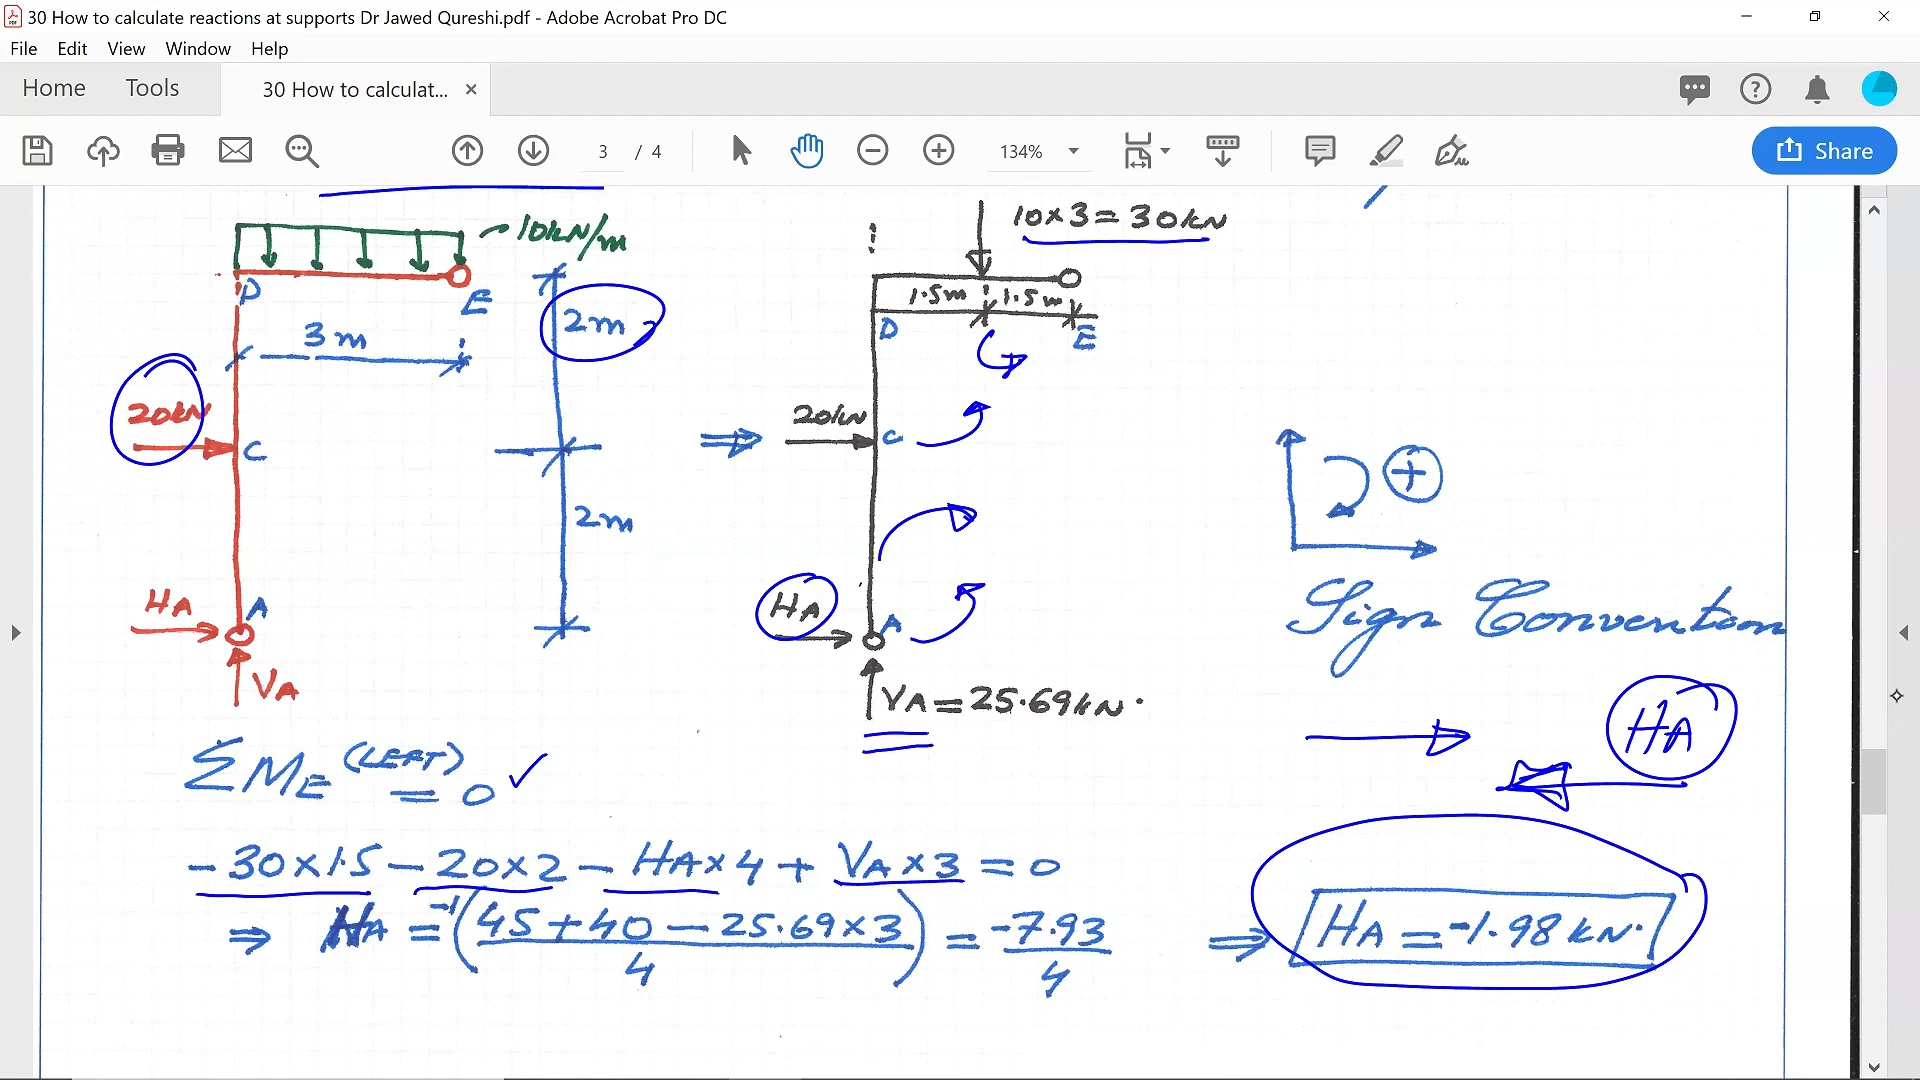 30 How to calculate reactions at supports Dr Jawed Qureshi.pdf - Adobe Acrobat Pro DC
File Edit View Window Help
Home Tools 30 How to calculat... ×
3 / 4 134% Share
10kN/m
D E
3m
2m
20kN
C
2m
HA A
VA
10×3=30kN
1.5m 1.5m
D E
20kN C
HA A
VA=25.69kN.
+
Sign Convention
HA
ΣME (LEFT) = 0 ✓
-30×1.5 -20×2 -HA×4 + VA×3 = 0
⇒ HA = -1(45+40-25.69×3)/4 = -7.93/4 ⇒ HA = -1.98kN.